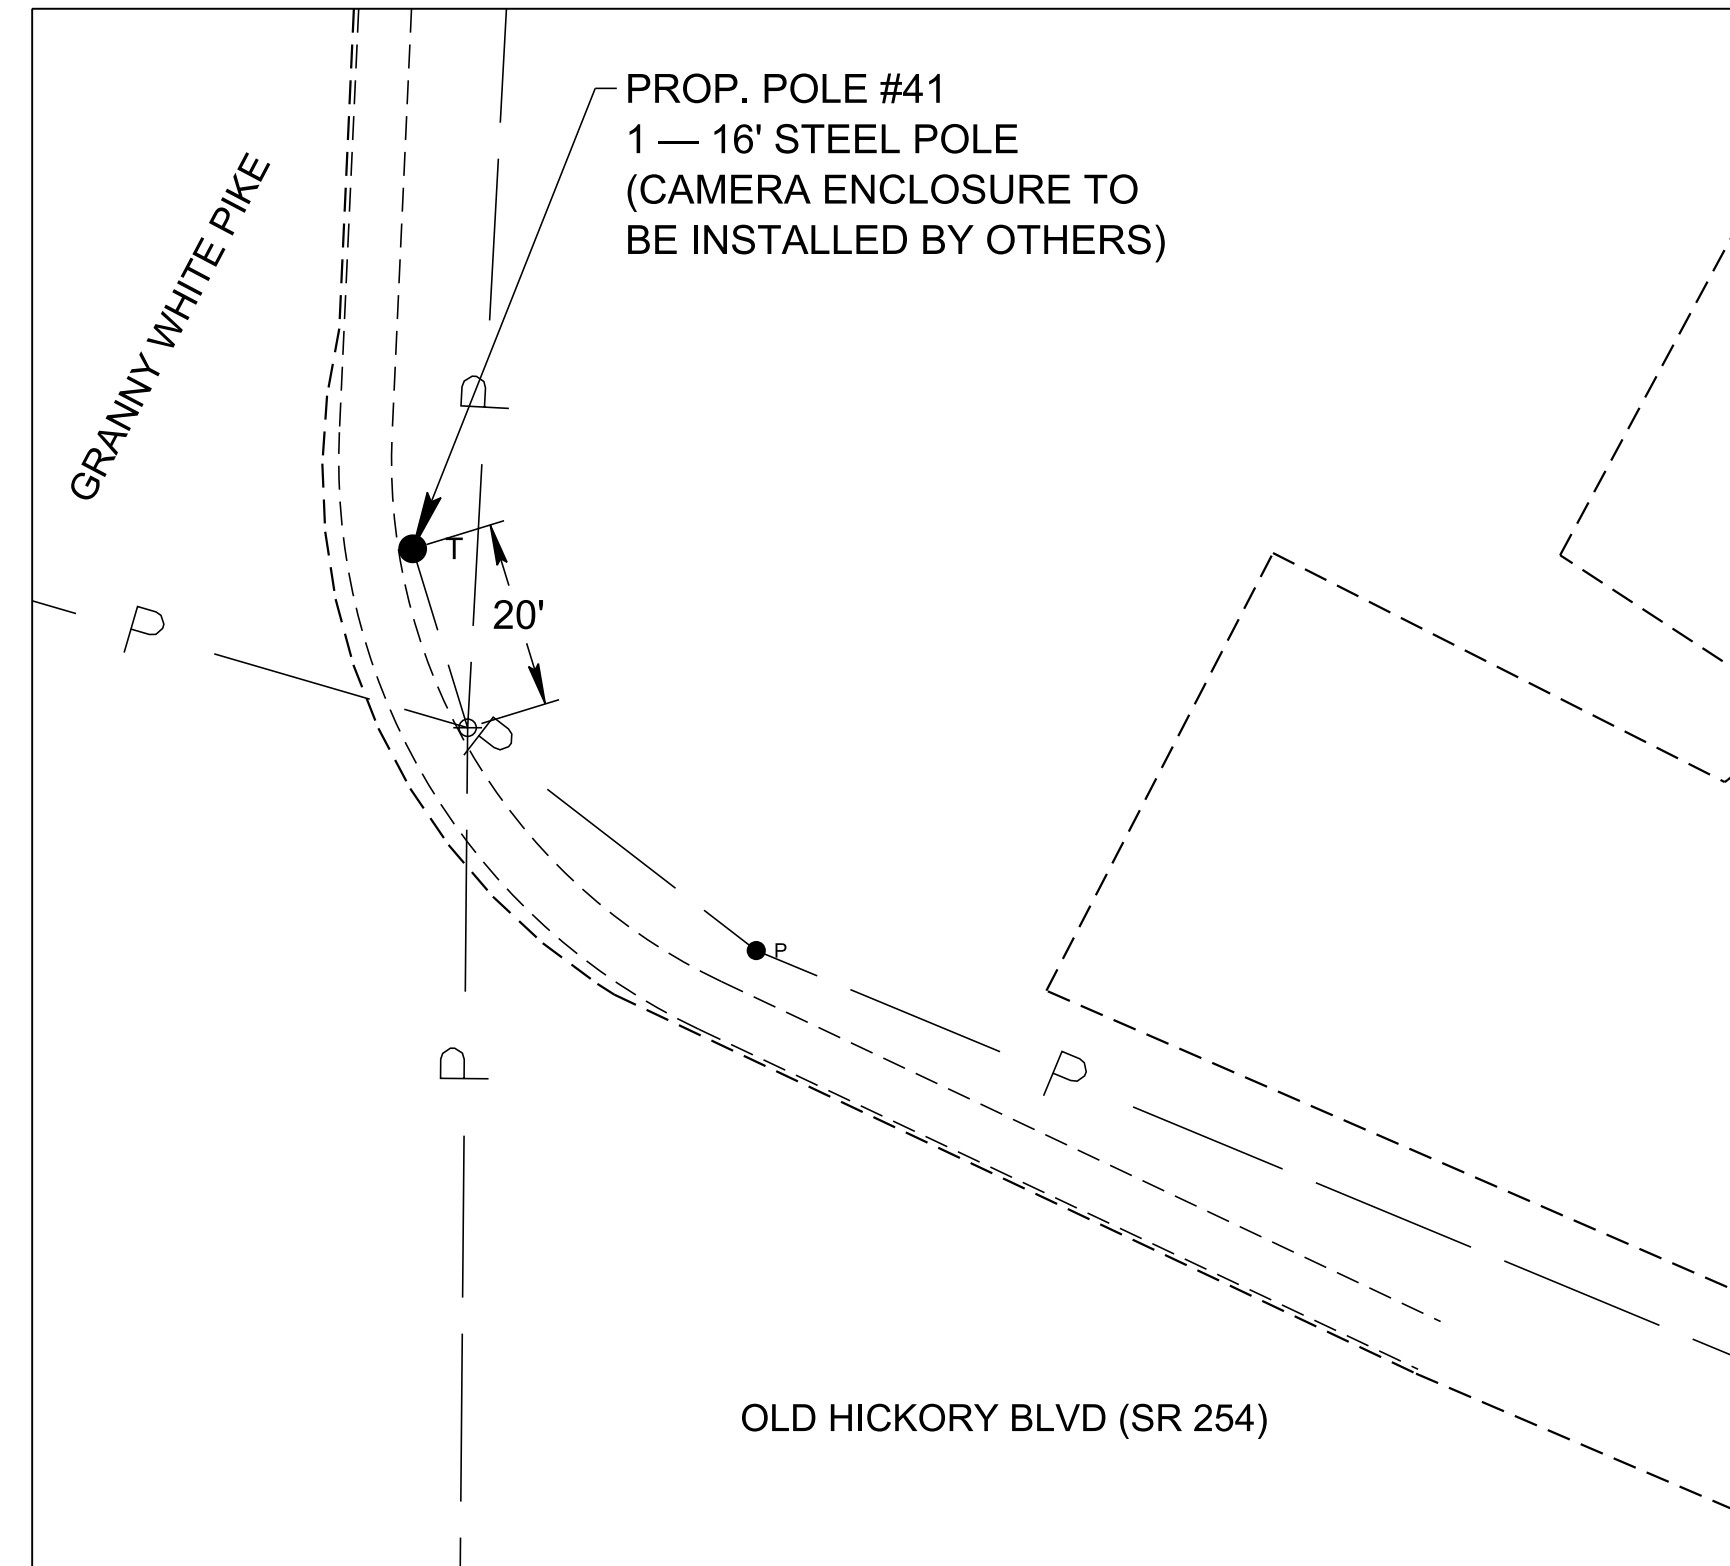 PROP. POLE #41
1 — 16' STEEL POLE
(CAMERA ENCLOSURE TO
BE INSTALLED BY OTHERS)
GRANNY WHITE PIKE
P
T
20'
P
P
P
P
P
OLD HICKORY BLVD (SR 254)